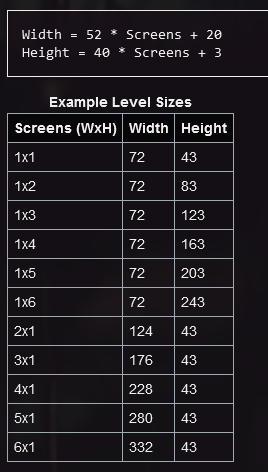 Width = 52 * Screens + 20
Height = 40 * Screens + 3
Example Level Sizes
Screens (WxH) Width Height
1x1 72 43
1x2 72 83
1x3 72 123
1x4 72 163
1x5 72 203
1x6 72 243
2x1 124 43
3x1 176 43
4x1 228 43
5x1 280 43
6x1 332 43